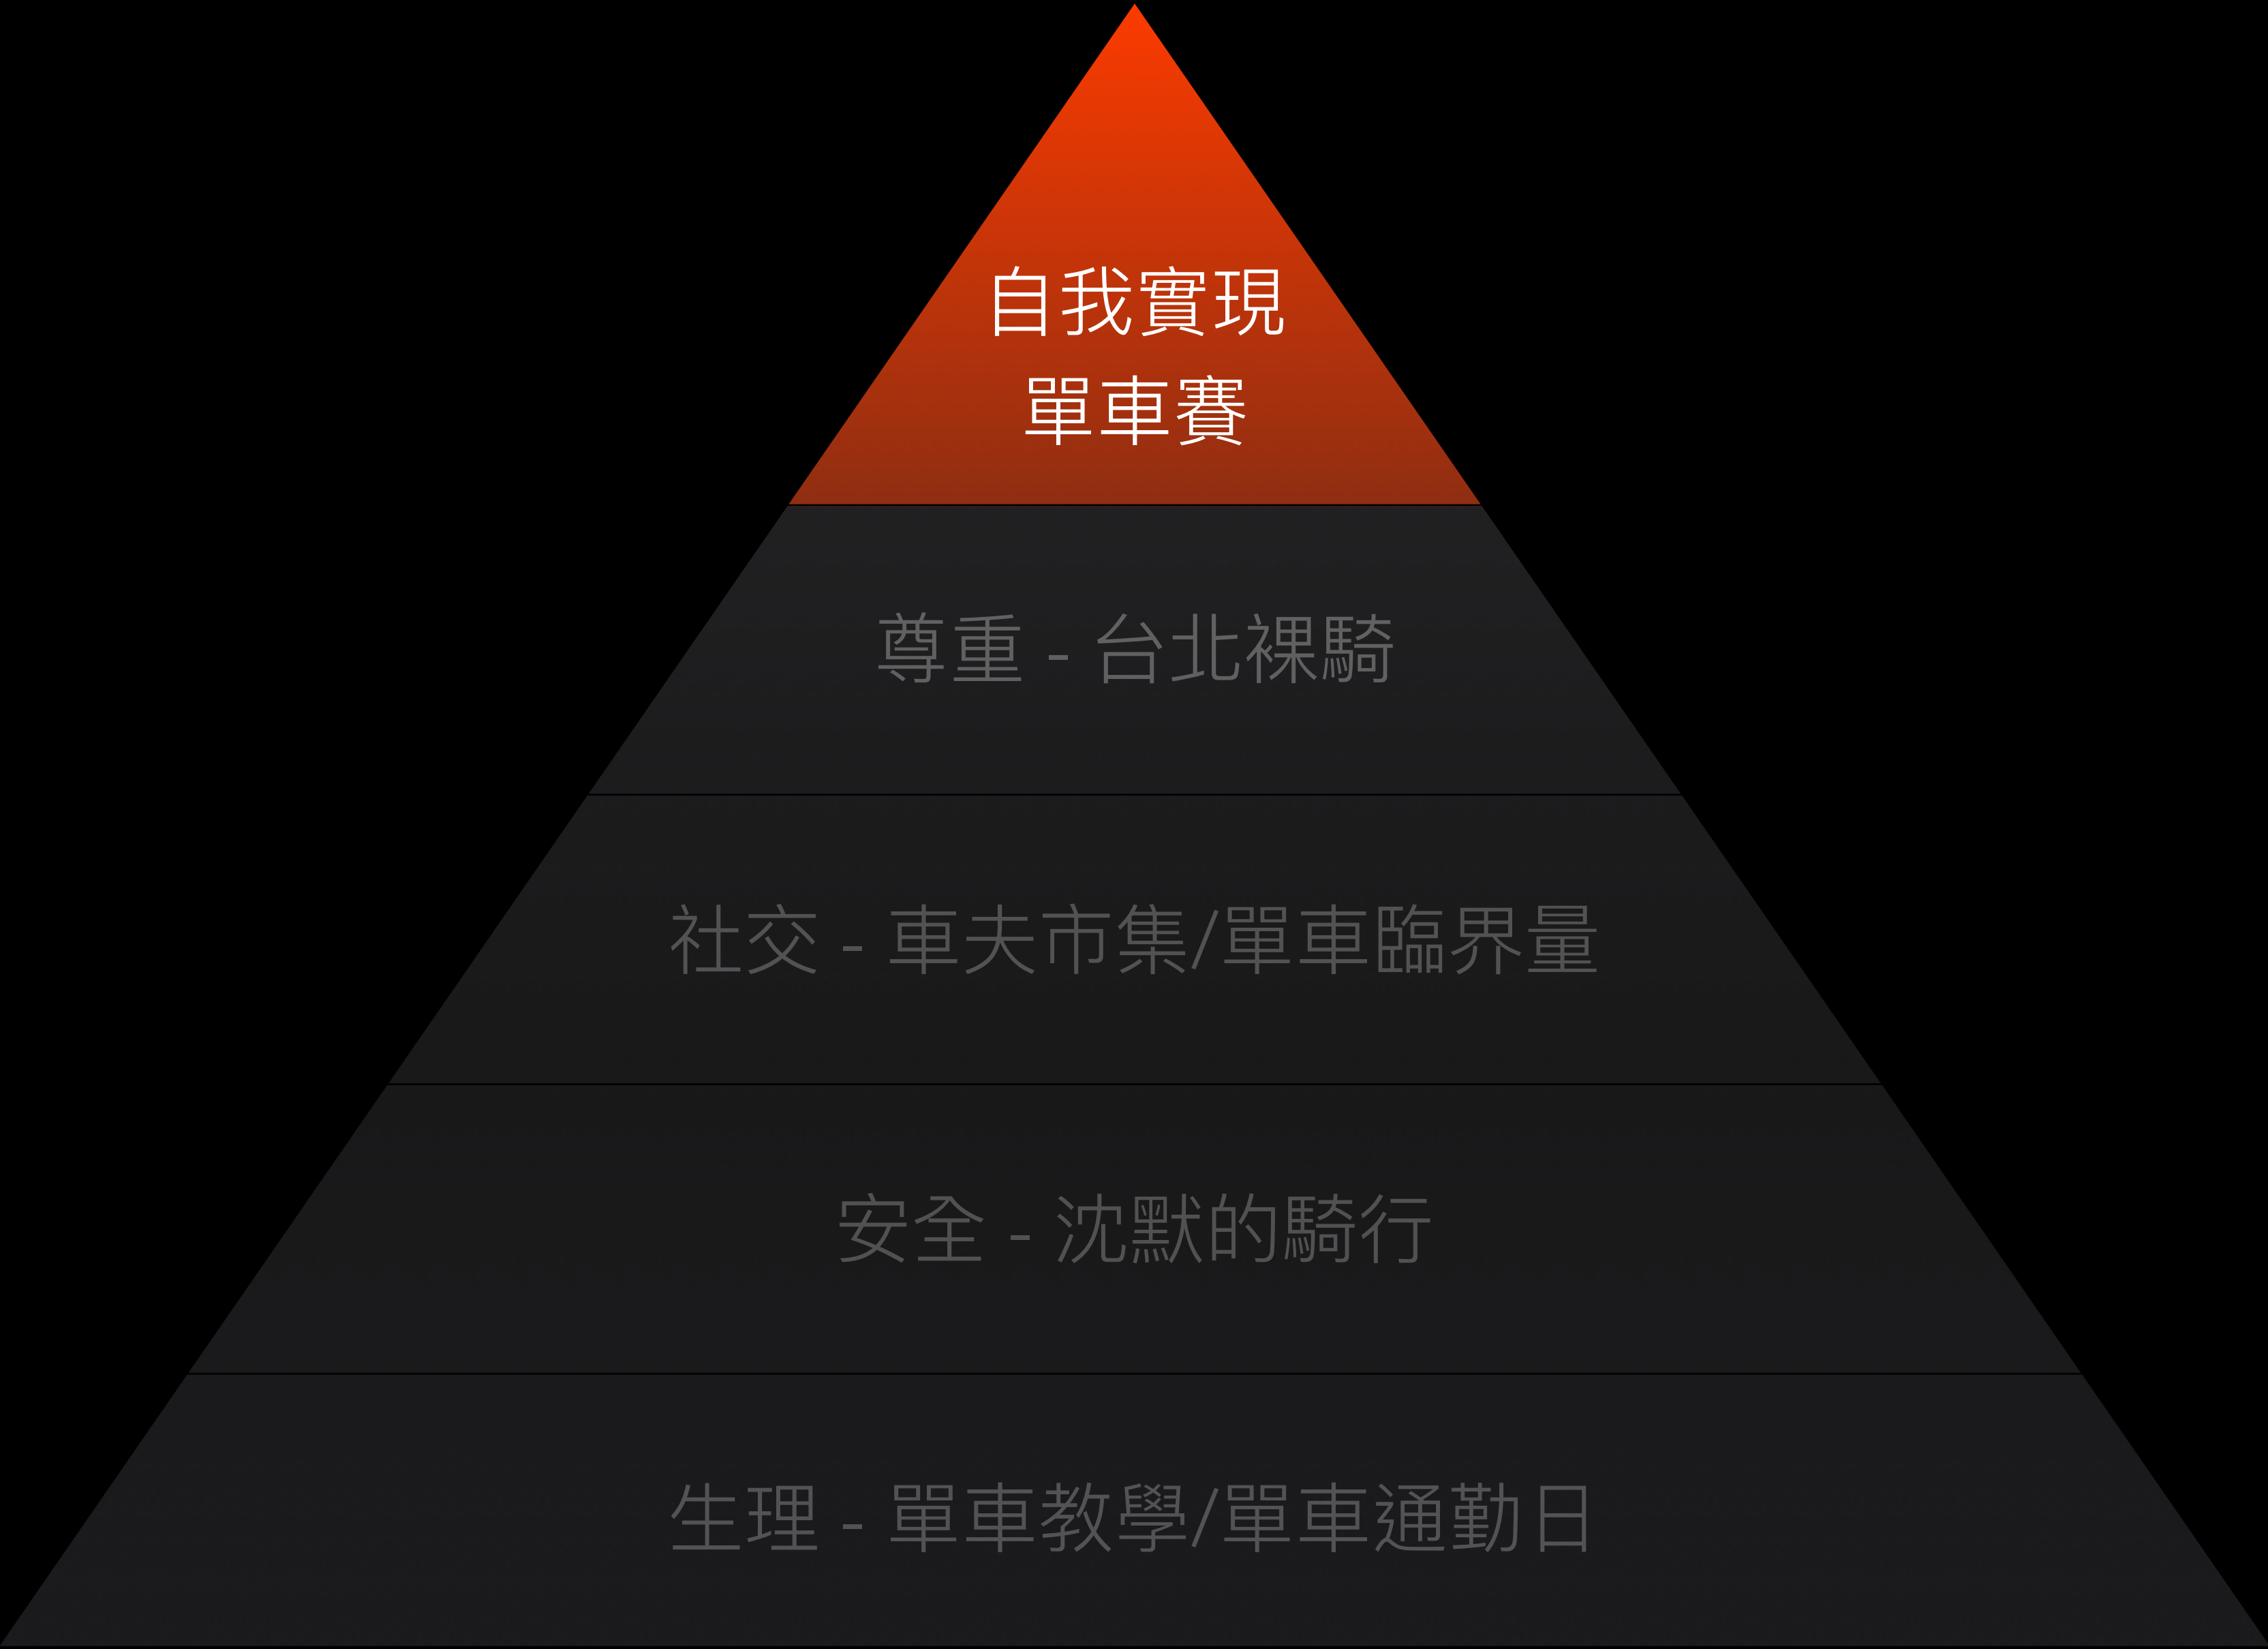 自我實現
單車賽
尊重 - 台北裸騎
社交 - 車夫市集/單車臨界量
安全 - 沈默的騎行
生理 - 單車教學/單車通勤日